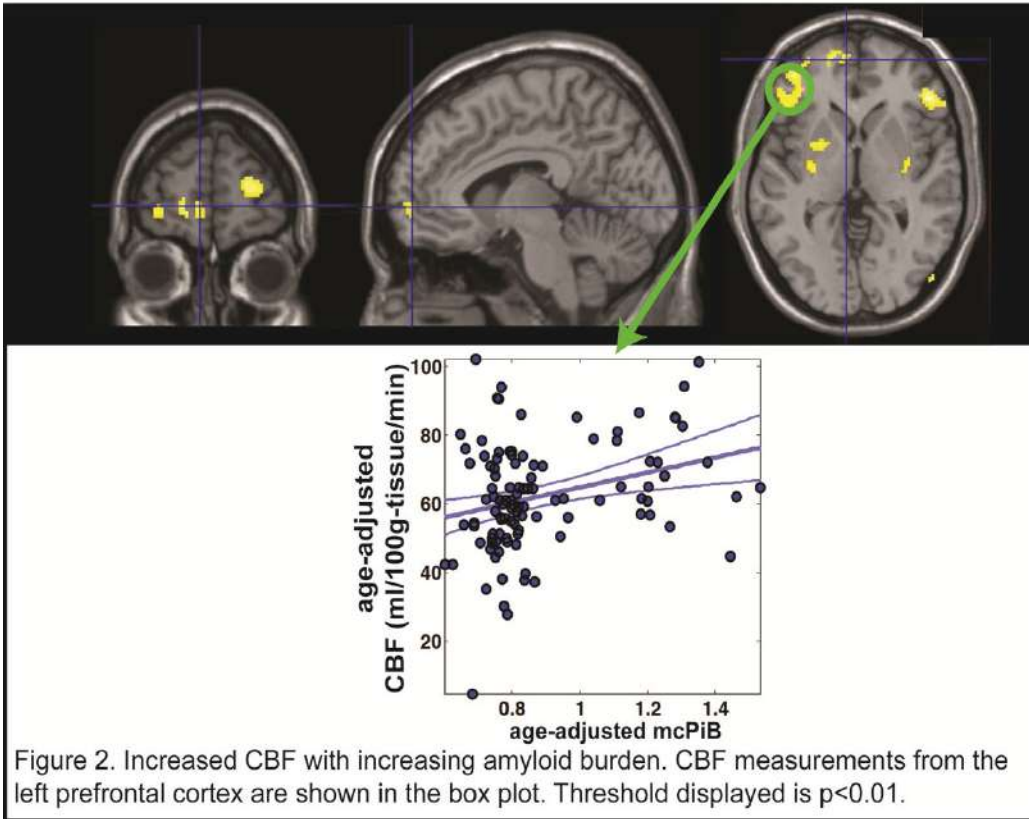 100
80
60
40
20
age-adjusted
CBF (ml/100g-tissue/min)
0.8 1 1.2 1.4
age-adjusted mcPiB
Figure 2. Increased CBF with increasing amyloid burden. CBF measurements from the
left prefrontal cortex are shown in the box plot. Threshold displayed is p<0.01.